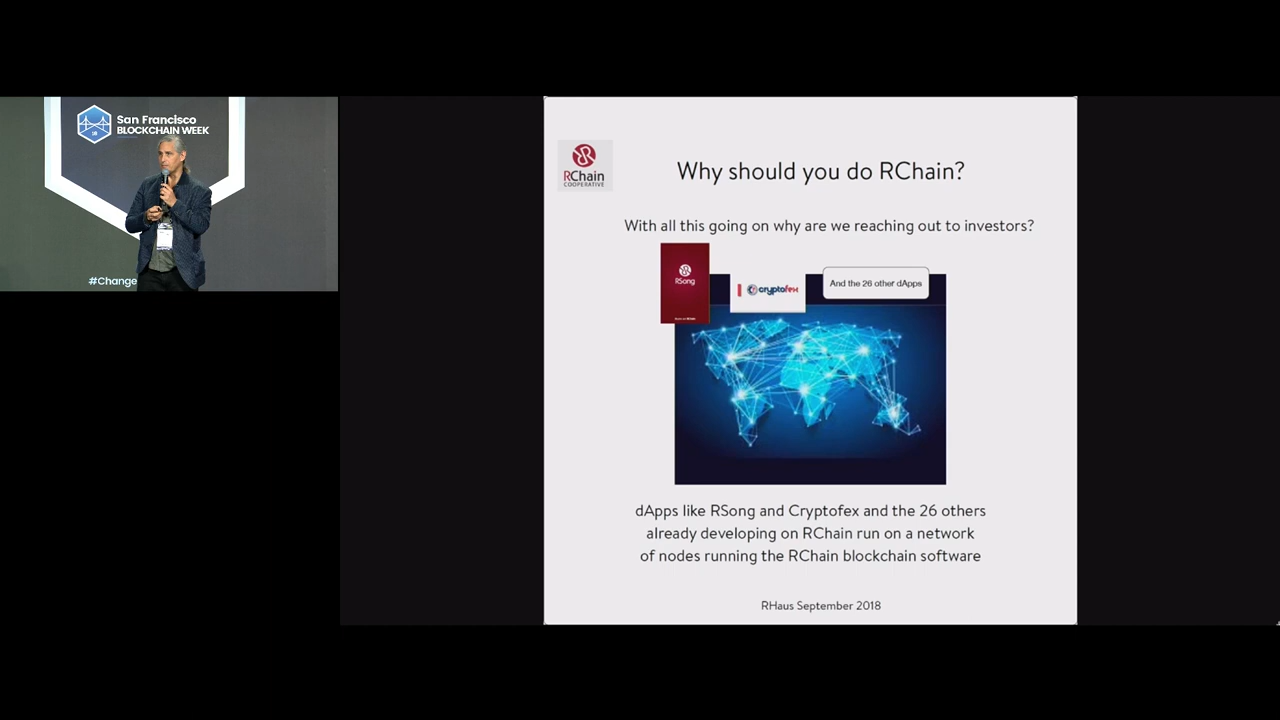 San Francisco
BLOCKCHAIN WEEK
18
#Change
RChain
COOPERATIVE
Why should you do RChain?
With all this going on why are we reaching out to investors?
RSong
cryptofex
And the 26 other dApps
dApps like RSong and Cryptofex and the 26 others
already developing on RChain run on a network
of nodes running the RChain blockchain software
RHaus September 2018